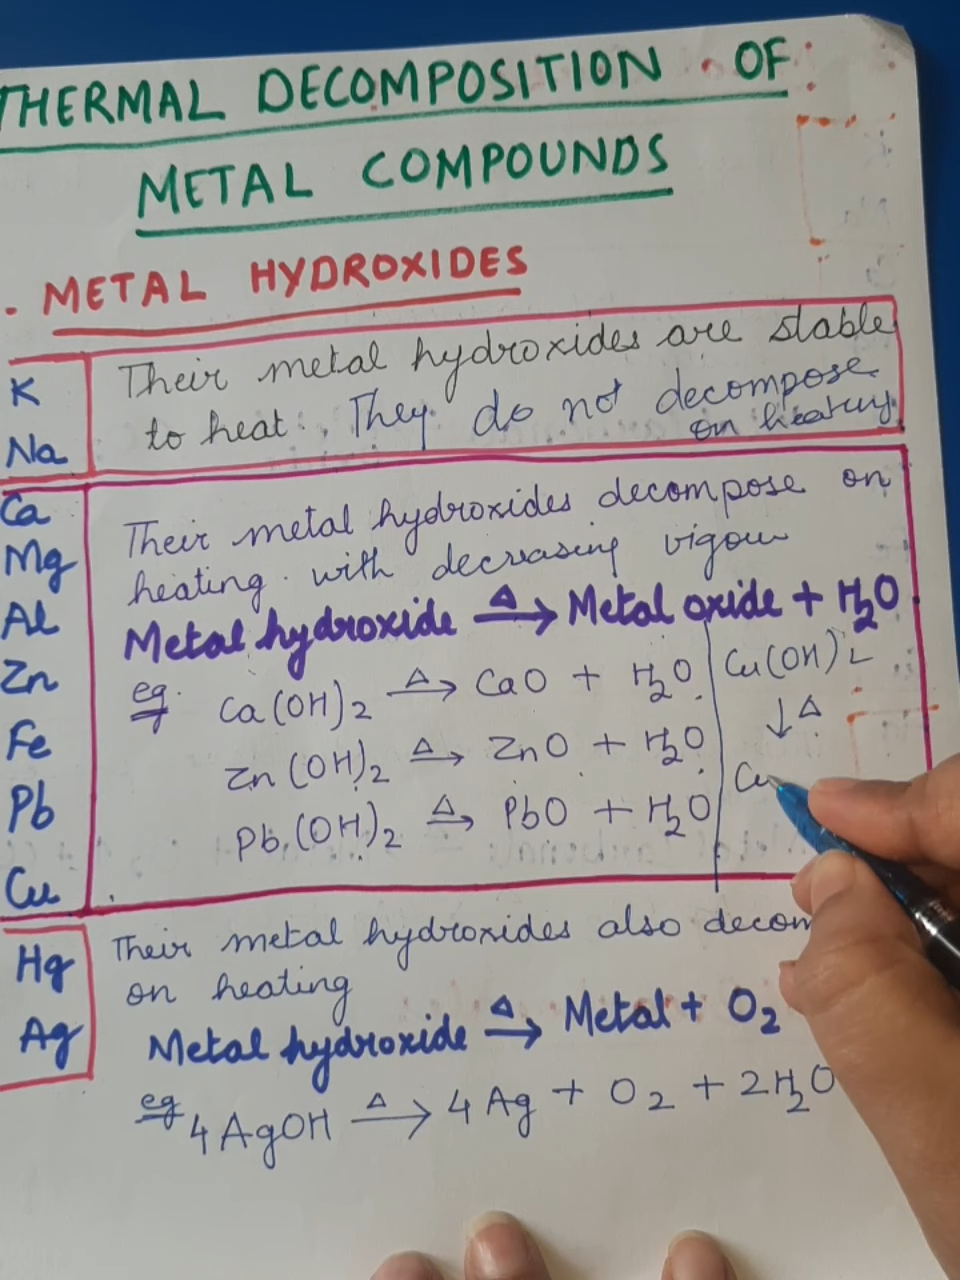 THERMAL DECOMPOSITION OF
METAL COMPOUNDS
. METAL HYDROXIDES
K
Na
Their metal hydroxides are stable
to heat. They do not decompose
on heating
Ca
Mg
Al
Zn
Fe
Pb
Cu
Their metal hydroxides decompose on
heating. with decreasing vigour
Metal hydroxide →Δ Metal oxide + H₂O
eg. Ca(OH)₂ →Δ CaO + H₂O
Zn(OH)₂ →Δ ZnO + H₂O
Pb(OH)₂ →Δ PbO + H₂O
Cu(OH)₂
↓Δ
Cu
Hg
Ag
Their metal hydroxides also decom
on heating
Metal hydroxide →Δ Metal + O₂
eg 4AgOH →Δ 4Ag + O₂ + 2H₂O